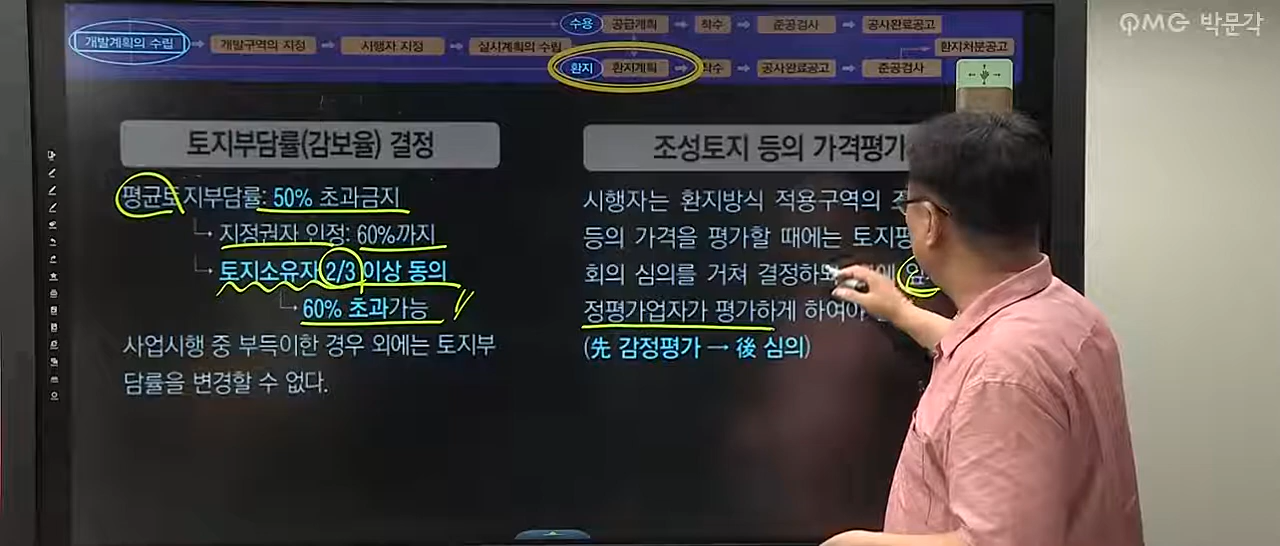 QMG 박문각
수용 공급계획 착수 준공검사 공사완료공고
개발계획의 수립 개발구역의 지정 시행자 지정 실시계획의 수립 환지처분공고
환지 환지계획 착수 공사완료공고 준공검사
토지부담률(감보율) 결정
평균토지부담률: 50% 초과금지
지정권자 인정: 60%까지
토지소유자 2/3 이상 동의
60% 초과가능
사업시행 중 부득이한 경우 외에는 토지부
담률을 변경할 수 없다.
조성토지 등의 가격평가
시행자는 환지방식 적용구역의
등의 가격을 평가할 때에는
회의 심의를 거쳐
정평가업자가 평가하게 하여야
(先 감정평가 → 後 심의)